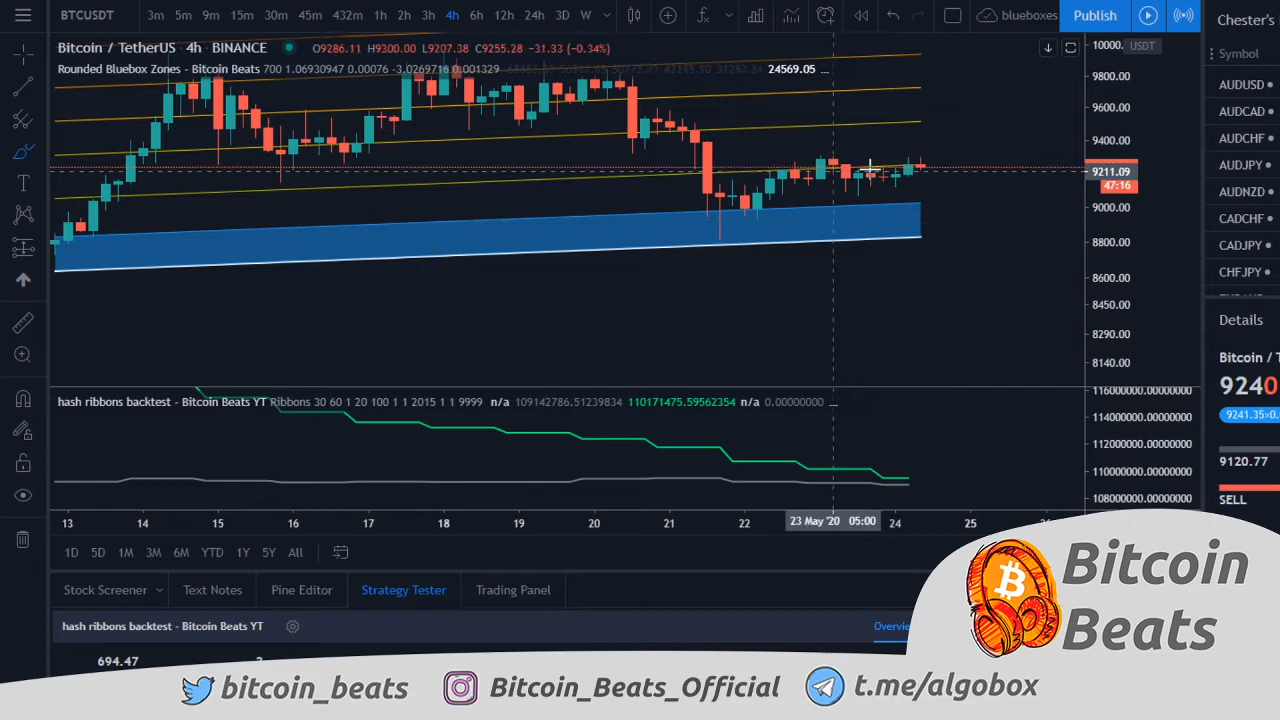 BTCUSDT 3m 5m 9m 15m 30m 45m 432m 1h 2h 3h 4h 6h 12h 24h 3D W blueboxes Publish
Chester's
Symbol
AUDUSD
AUDCAD
AUDCHF
AUDJPY
AUDNZD
CADCHF
CADJPY
CHFJPY
Details
Bitcoin / T
9240
9241.35
9120.77
SELL
Bitcoin / TetherUS 4h BINANCE O9286.11 H9300.00 L9207.38 C9255.28 -31.33 (-0.34%)
Rounded Bluebox Zones - Bitcoin Beats 700 1.06930947 0.00076 -3.0269716 0.001329 24569.05 ...
USDT
10000.
9800.00
9600.00
9400.00
9211.09
47:16
9000.00
8800.00
8600.00
8450.00
8290.00
8140.00
hash ribbons backtest - Bitcoin Beats YT Ribbons 30 60 1 20 100 1 1 2015 1 1 9999 n/a 109142786.51239834 110171475.59562354 n/a 0.00000000 ...
116000000.00000000
114000000.00000000
112000000.00000000
110000000.00000000
108000000.00000000
13 14 15 16 17 18 19 20 21 22 23 May '20 05:00 24 25
1D 5D 1M 3M 6M YTD 1Y 5Y All
Stock Screener Text Notes Pine Editor Strategy Tester Trading Panel
hash ribbons backtest - Bitcoin Beats YT
Overvie
694.47
Bitcoin
Beats
bitcoin_beats Bitcoin_Beats_Official t.me/algobox